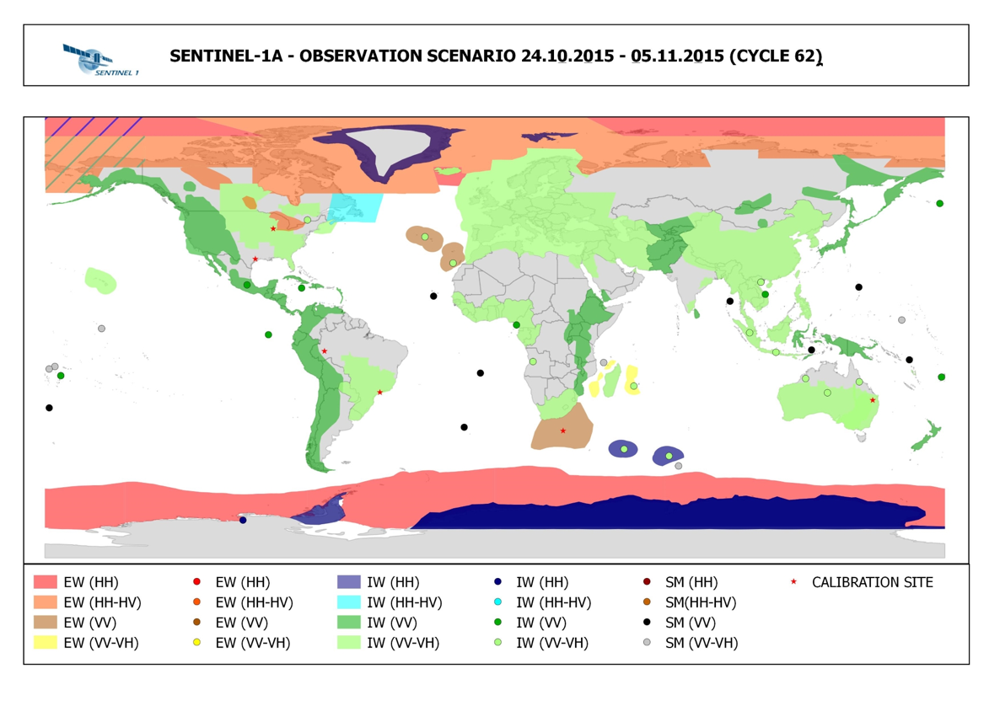 SENTINEL-1A - OBSERVATION SCENARIO 24.10.2015 - 05.11.2015 (CYCLE 62)
SENTINEL 1
EW (HH) EW (HH) IW (HH) IW (HH) SM (HH) CALIBRATION SITE
EW (HH-HV) EW (HH-HV) IW (HH-HV) IW (HH-HV) SM(HH-HV)
EW (VV) EW (VV) IW (VV) IW (VV) SM (VV)
EW (VV-VH) EW (VV-VH) IW (VV-VH) IW (VV-VH) SM (VV-VH)